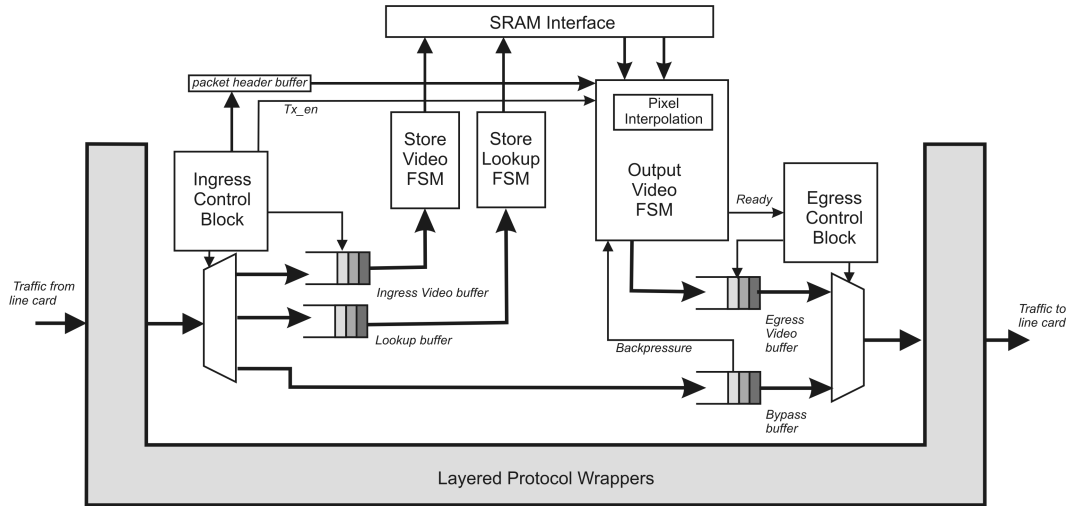 SRAM Interface
packet header buffer
Tx_en
Pixel
Interpolation
Store
Video
FSM
Store
Lookup
FSM
Ingress
Control
Block
Output
Video
FSM
Ready
Egress
Control
Block
Traffic from
line card
Ingress Video buffer
Lookup buffer
Egress
Video
buffer
Backpressure
Bypass
buffer
Traffic to
line card
Layered Protocol Wrappers